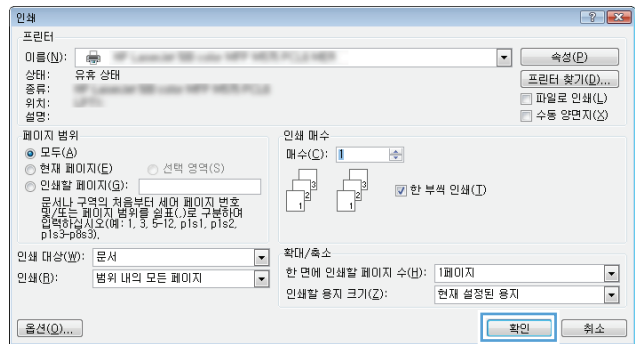 인쇄
프린터
이름(N):
속성(P)
상태: 유휴 상태
프린터 찾기(D)...
종류:
위치:
파일로 인쇄(L)
설명:
수동 양면지(X)
페이지 범위
모두(A)
현재 페이지(E) 선택 영역(S)
인쇄할 페이지(G):
문서나 구역의 처음부터 세어 페이지 번호
및/또는 페이지 범위를 쉼표(,)로 구분하여
입력하십시오(예: 1, 3, 5-12, p1s1, p1s2,
p1s3-p8s3).
인쇄 매수
매수(C): 1
3 3
2 2
1 1
한 부씩 인쇄(T)
인쇄 대상(W): 문서
인쇄(R): 범위 내의 모든 페이지
확대/축소
한 면에 인쇄할 페이지 수(H): 1페이지
인쇄할 용지 크기(Z): 현재 설정된 용지
옵션(O)...
확인
취소